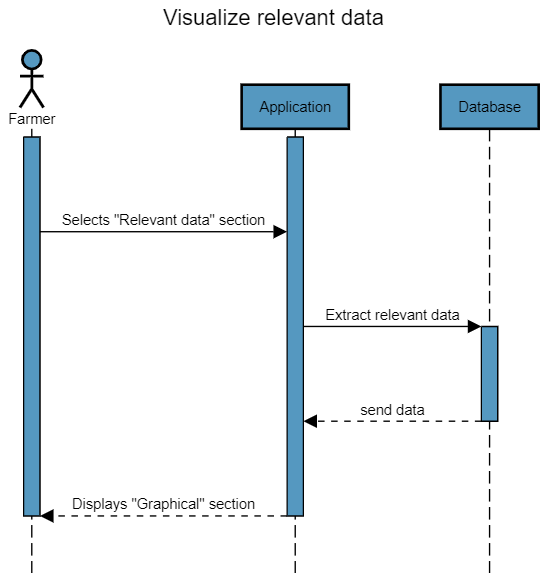 Visualize relevant data
Farmer
Application
Database
Selects "Relevant data" section
Extract relevant data
send data
Displays "Graphical" section